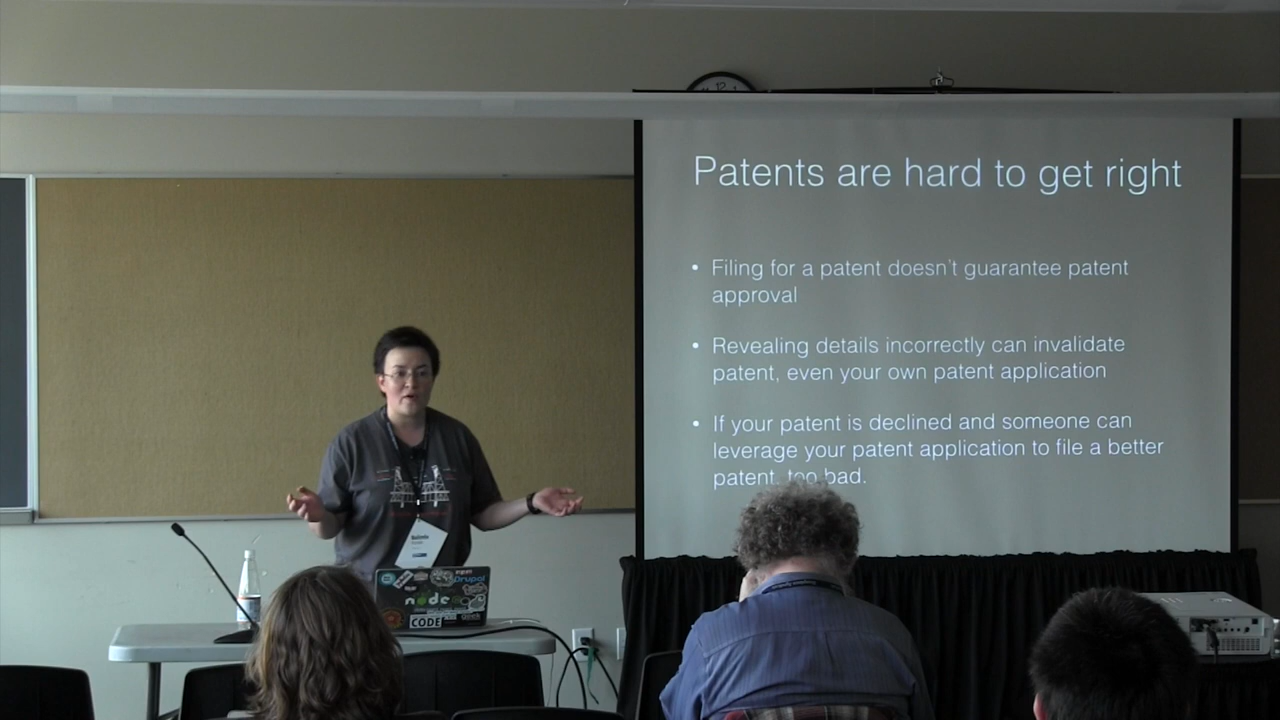 12
Patents are hard to get right
• Filing for a patent doesn't guarantee patent
approval
• Revealing details incorrectly can invalidate
patent, even your own patent application
• If your patent is declined and someone can
leverage your patent application to file a better
patent, too bad.
Drupal
node
CODE